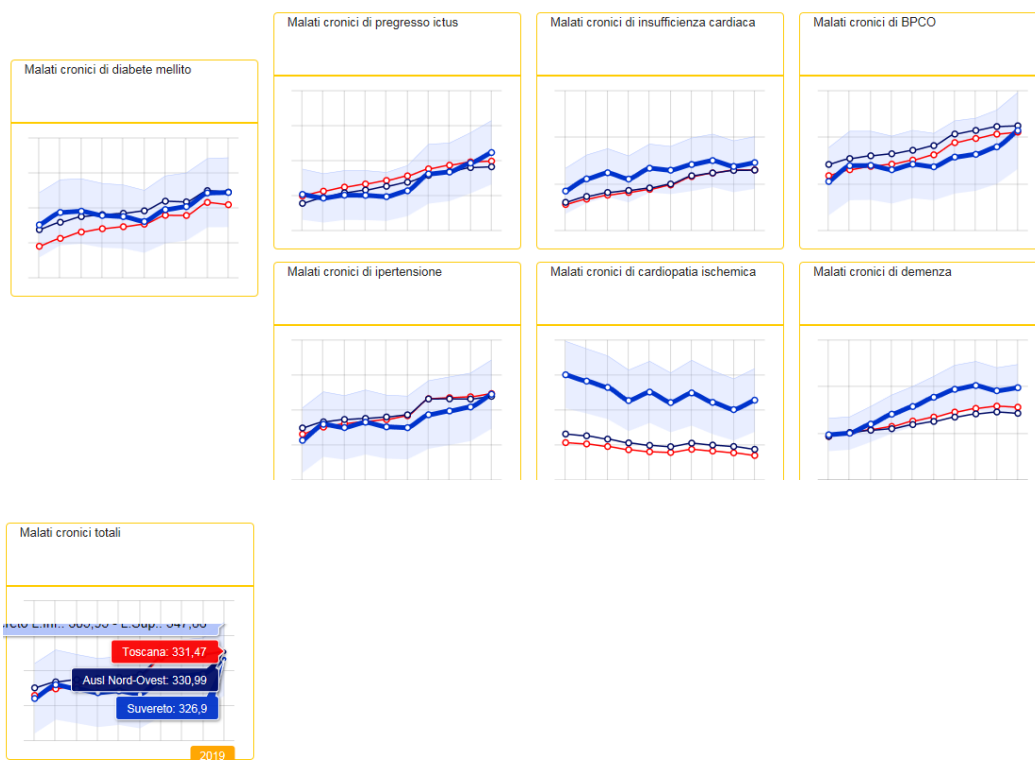 Malati cronici di diabete mellito
Malati cronici di pregresso ictus
Malati cronici di insufficienza cardiaca
Malati cronici di BPCO
Malati cronici di ipertensione
Malati cronici di cardiopatia ischemica
Malati cronici di demenza
Malati cronici totali
Toscana: 331,47
Ausl Nord-Ovest: 330,99
Suvereto: 326,9
2019